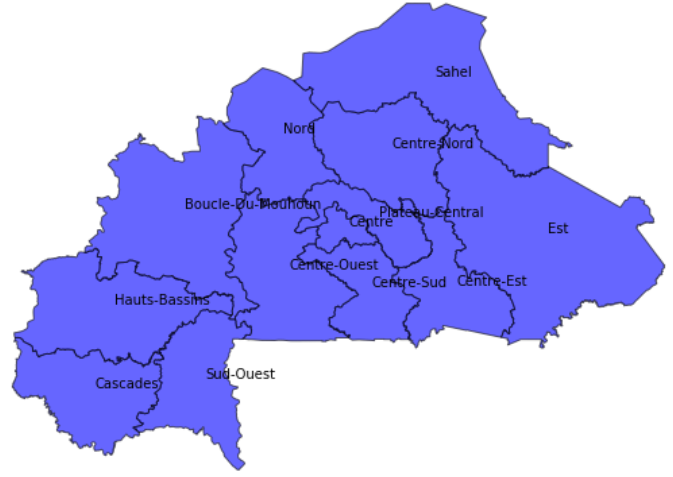 Sahel
Nord
Centre-Nord
Boucle-Du-Mouhoun
Plateau-Central
Centre
Est
Centre-Ouest
Centre-Sud
Centre-Est
Hauts-Bassins
Sud-Ouest
Cascades